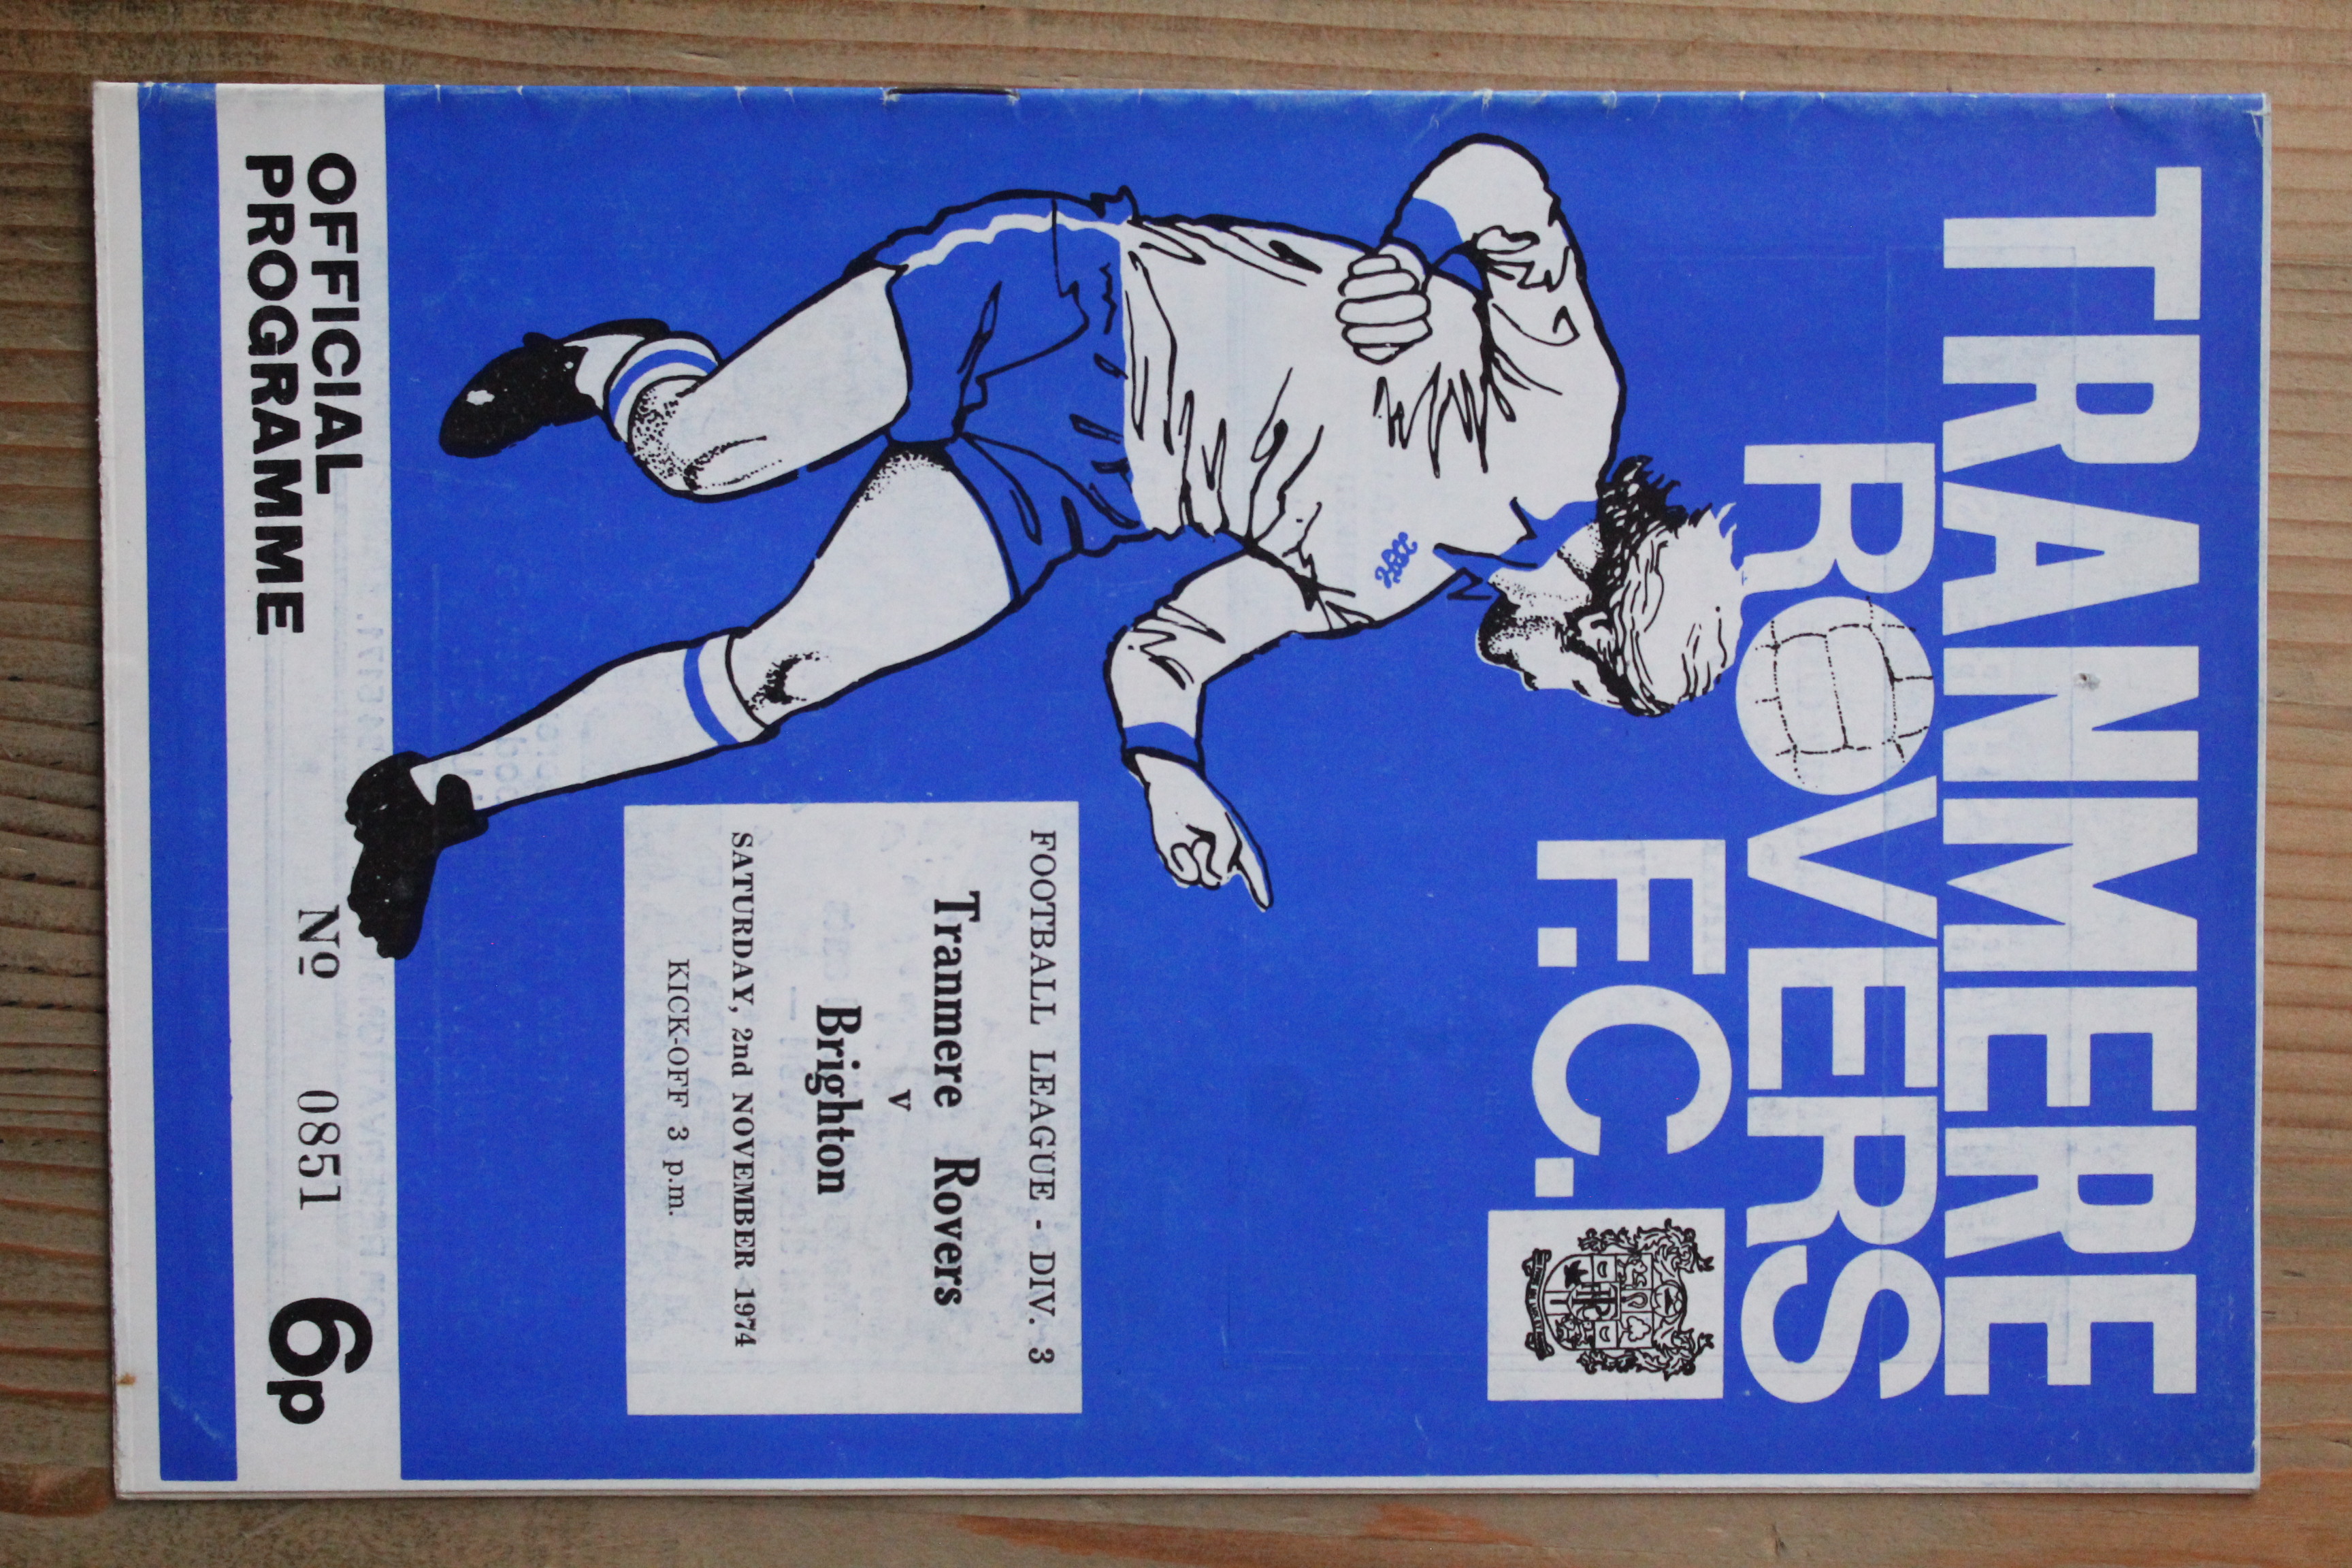 TRANMERE
ROVERS
F.C.
FOOTBALL LEAGUE - DIV. 3
Tranmere Rovers
v
Brighton
SATURDAY, 2nd NOVEMBER 1974
KICK-OFF 3 p.m.
OFFICIAL
PROGRAMME
Nº 0851
6p